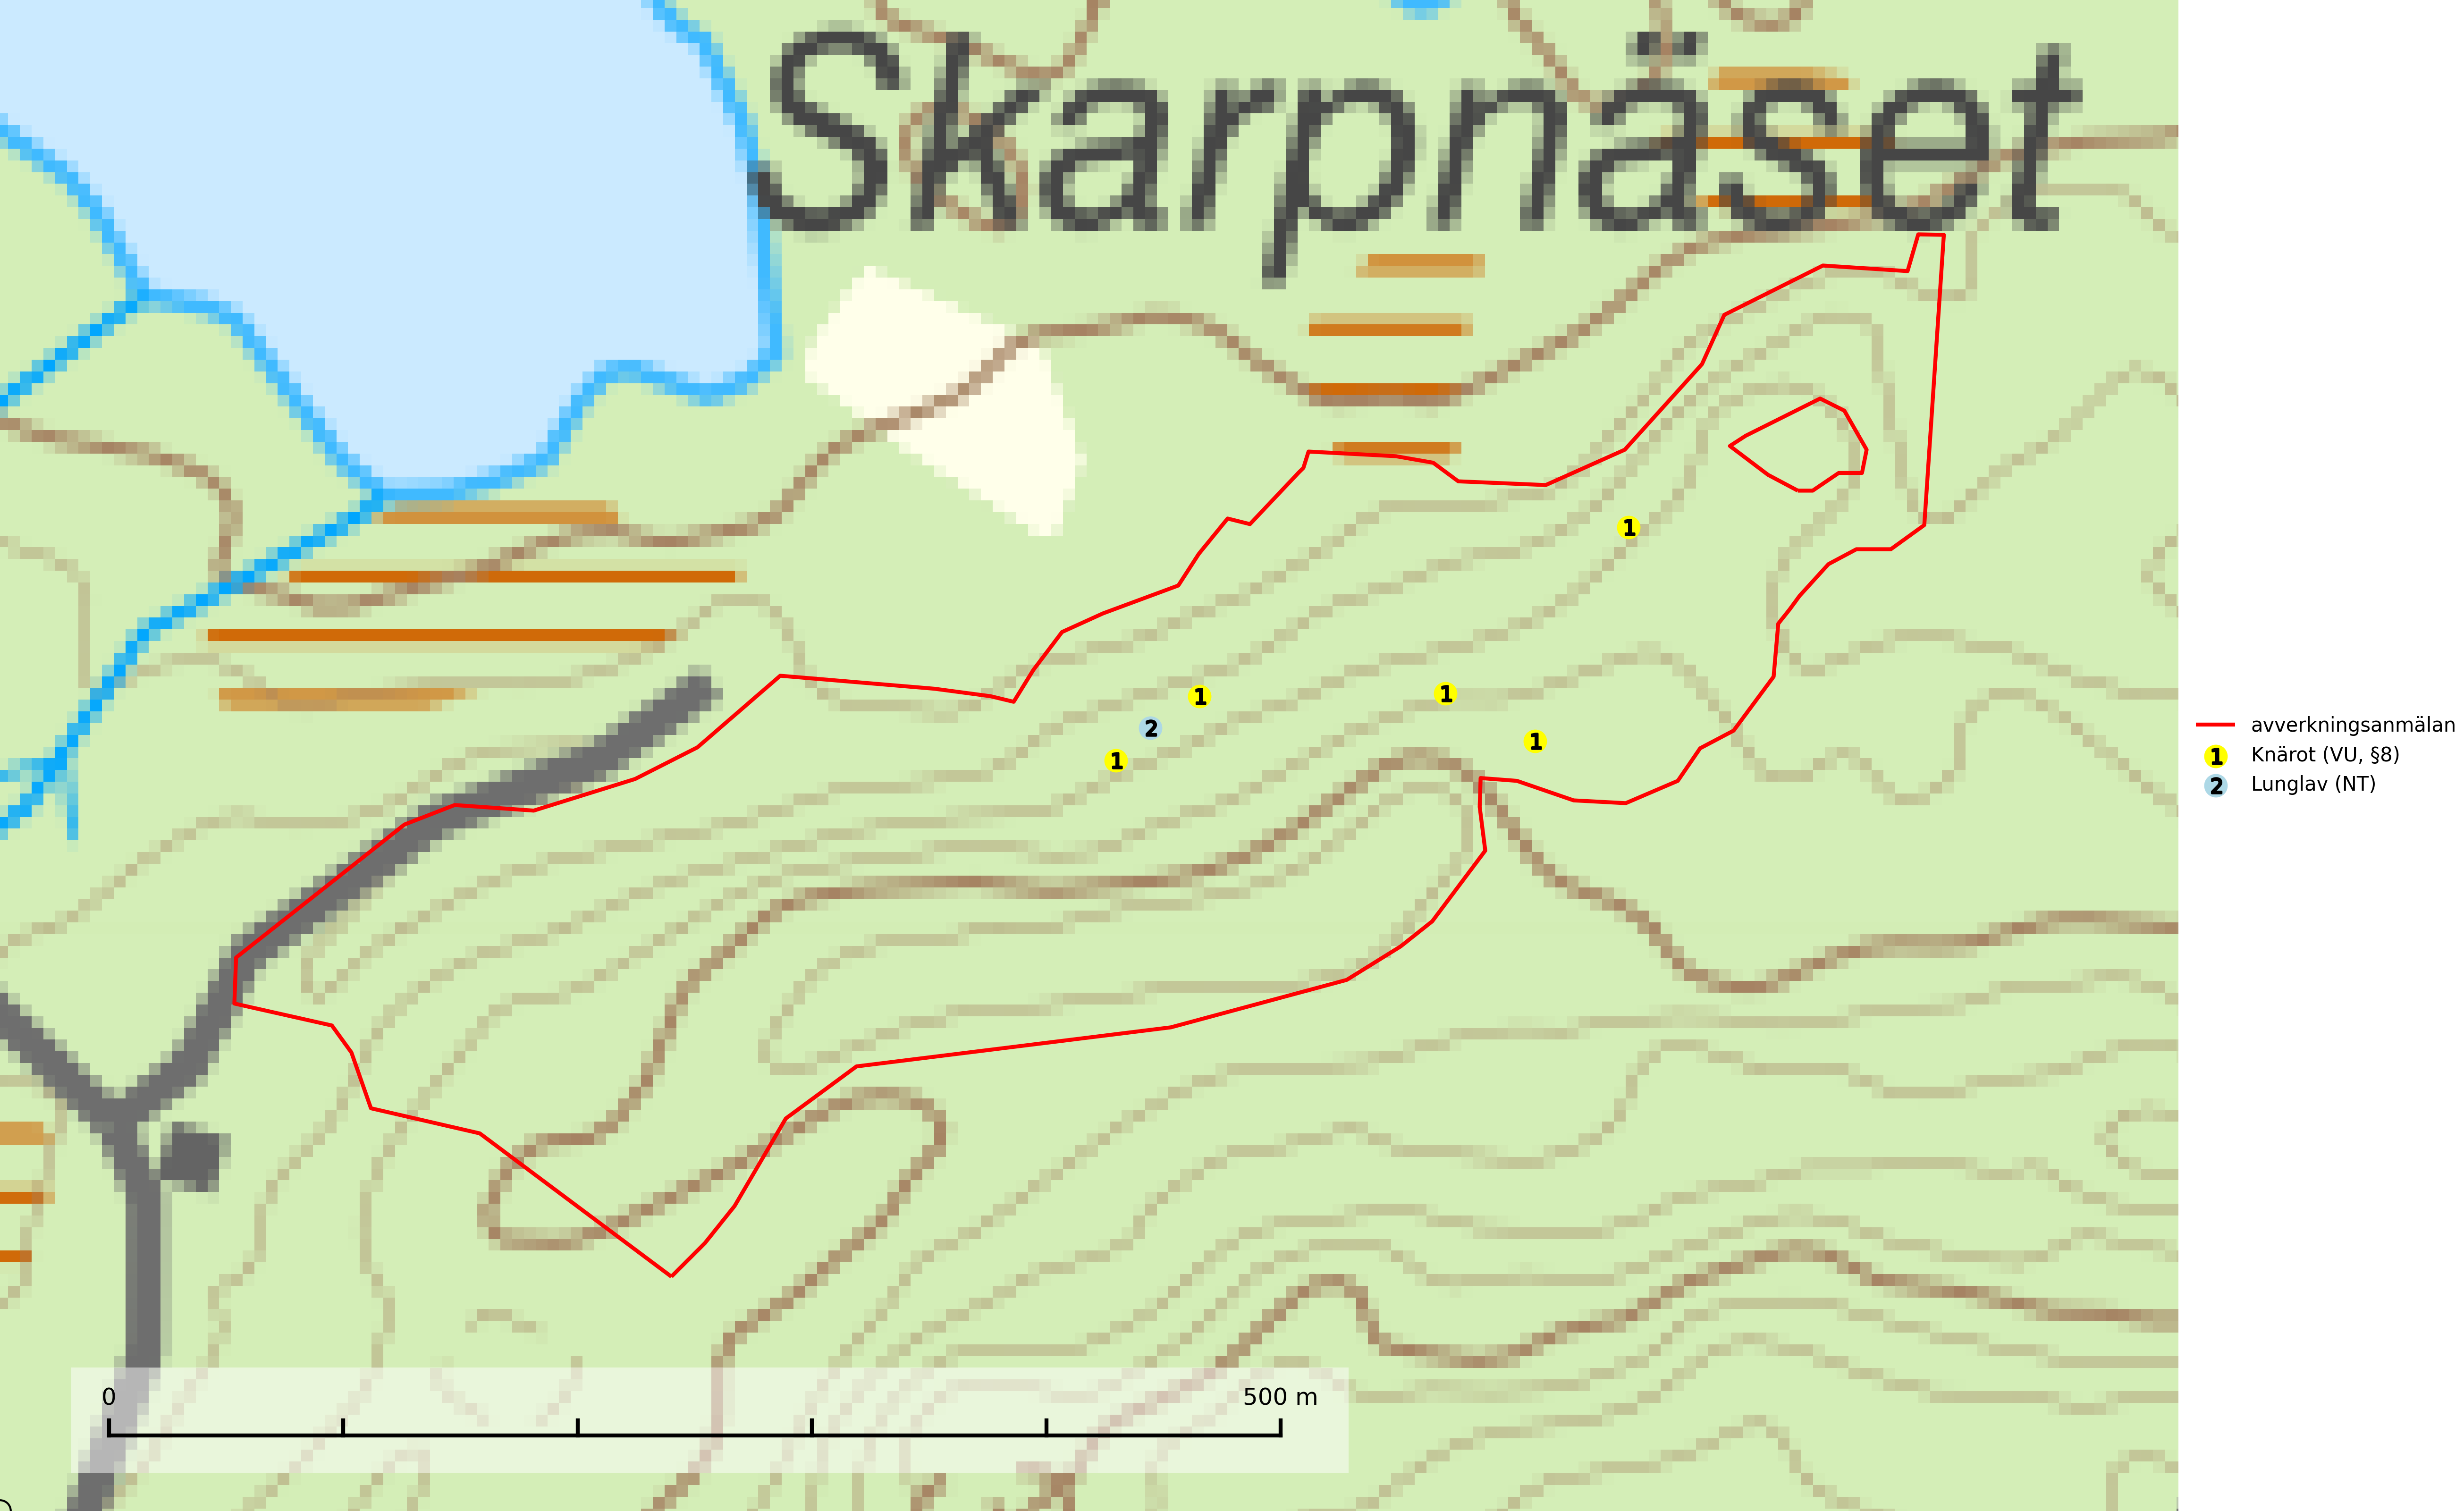 Skarpnäset
1
1
1
2
1
1
avverkningsanmälan
1 Knärot (VU, §8)
2 Lunglav (NT)
0 500 m